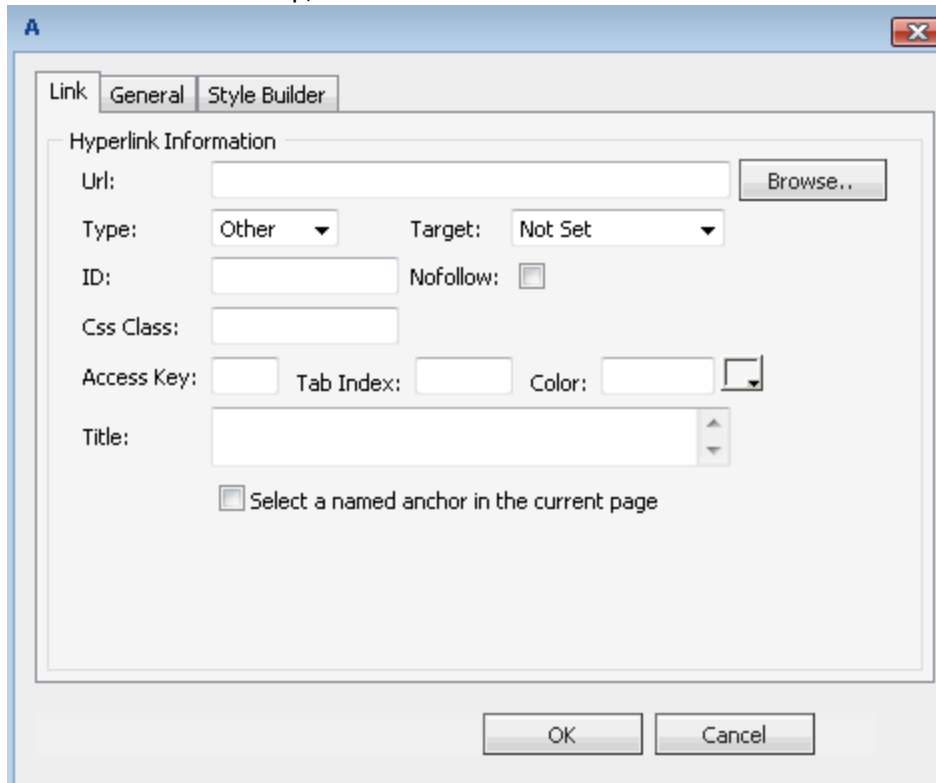 A
Link General Style Builder
Hyperlink Information
Url: Browse..
Type: Other Target: Not Set
ID: Nofollow:
Css Class:
Access Key: Tab Index: Color:
Title:
Select a named anchor in the current page
OK Cancel